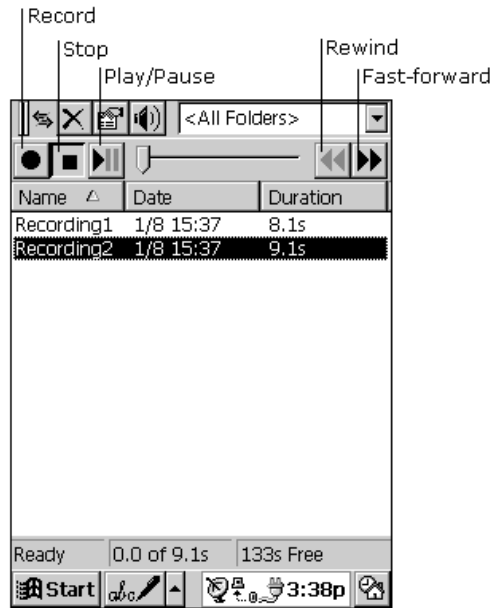 Record
Stop
Play/Pause
Rewind
Fast-forward
<All Folders>
Name Date Duration
Recording1 1/8 15:37 8.1s
Recording2 1/8 15:37 9.1s
Ready 0.0 of 9.1s 133s Free
Start abc 3:38p